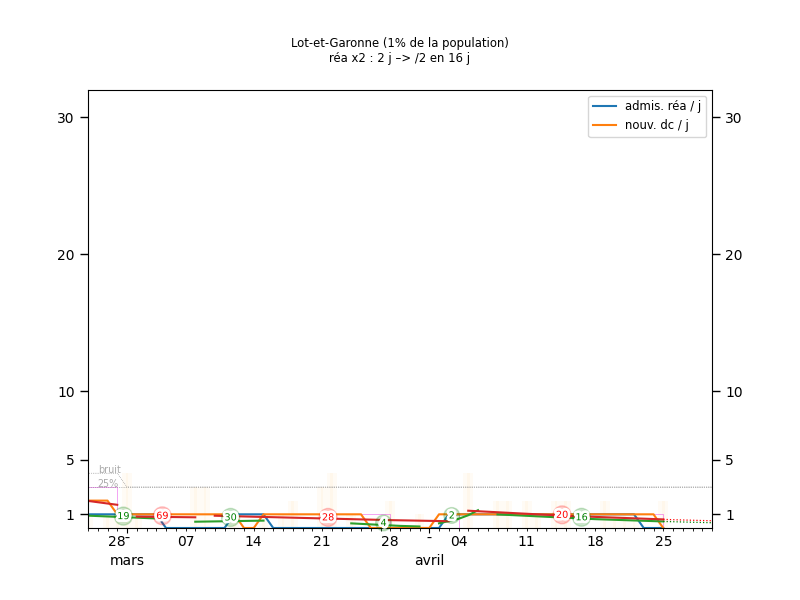 Lot-et-Garonne (1% de la population)
réa x2 : 2 j –> /2 en 16 j
admis. réa / j
nouv. dc / j
30 30
20 20
10 10
5 5
bruit
25%
1 19 69 30 28 4 2 20 16 1
28 07 14 21 28 - 04 11 18 25
mars avril